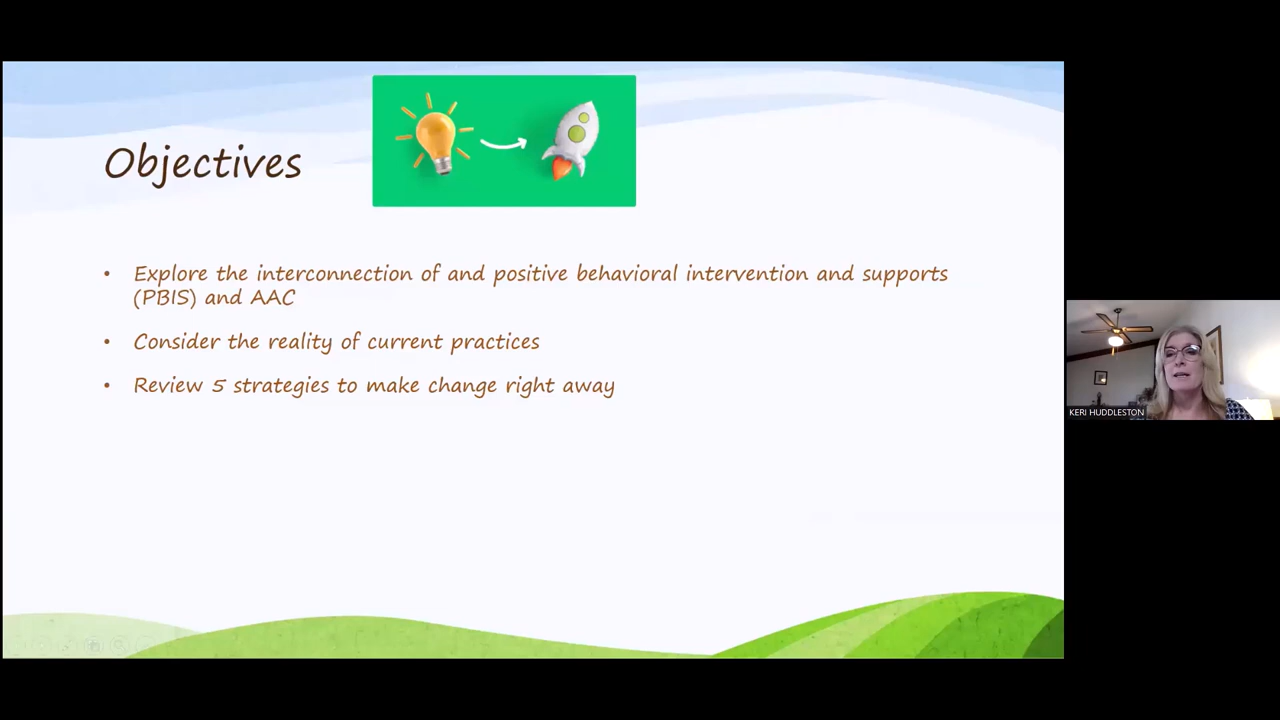 Objectives
• Explore the interconnection of and positive behavioral intervention and supports
(PBIS) and AAC
• Consider the reality of current practices
• Review 5 strategies to make change right away
KERI HUDDLESTON